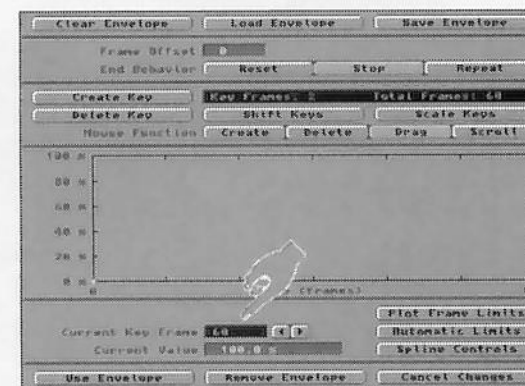 Clear Envelope Load Envelope Save Envelope
Frame Offset 0
End Behavior Reset Stop Repeat
Create Key Key Frames: 2 Total Frames: 60
Delete Key Shift Keys Scale Keys
Mouse Function Create Delete Drag Scroll
100 %
80 %
60 %
40 %
20 %
0 %
0 (frames)
Plot Frame Limits
Current Key Frame 60 Automatic Limits
Current Value 100.0 % Spline Controls
Use Envelope Remove Envelope Cancel Changes